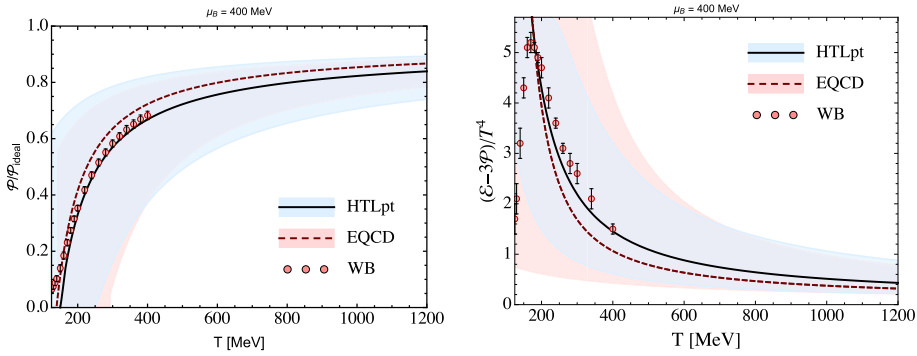 μB = 400 MeV
1.0
0.8
0.6
0.4
0.2
0.0
𝒫/𝒫ideal
HTLpt
EQCD
WB
200 400 600 800 1000 1200
T [MeV]
μB = 400 MeV
5
4
3
2
1
0
(ℰ−3𝒫)/T⁴
HTLpt
EQCD
WB
200 400 600 800 1000 1200
T [MeV]